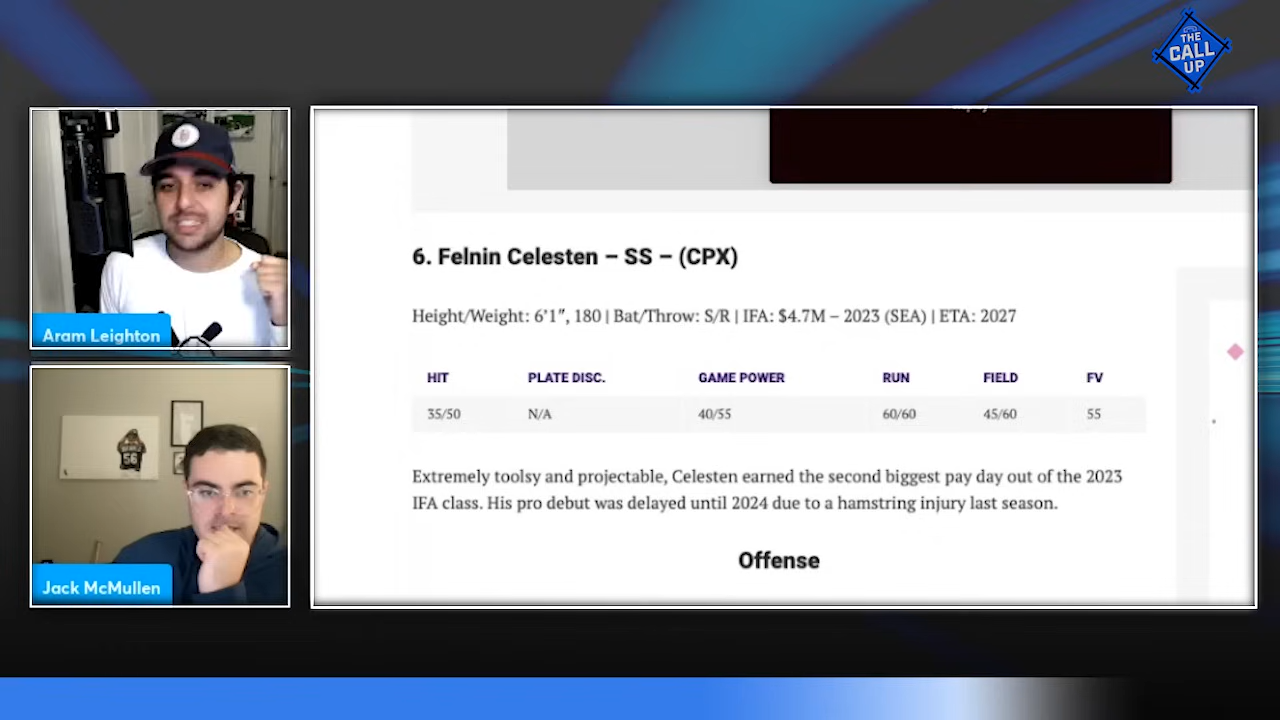 THE
CALL
UP
Aram Leighton
56
Jack McMullen
6. Felnin Celesten – SS – (CPX)
Height/Weight: 6’1″, 180 | Bat/Throw: S/R | IFA: $4.7M – 2023 (SEA) | ETA: 2027
HIT PLATE DISC. GAME POWER RUN FIELD FV
35/50 N/A 40/55 60/60 45/60 55
Extremely toolsy and projectable, Celesten earned the second biggest pay day out of the 2023
IFA class. His pro debut was delayed until 2024 due to a hamstring injury last season.
Offense